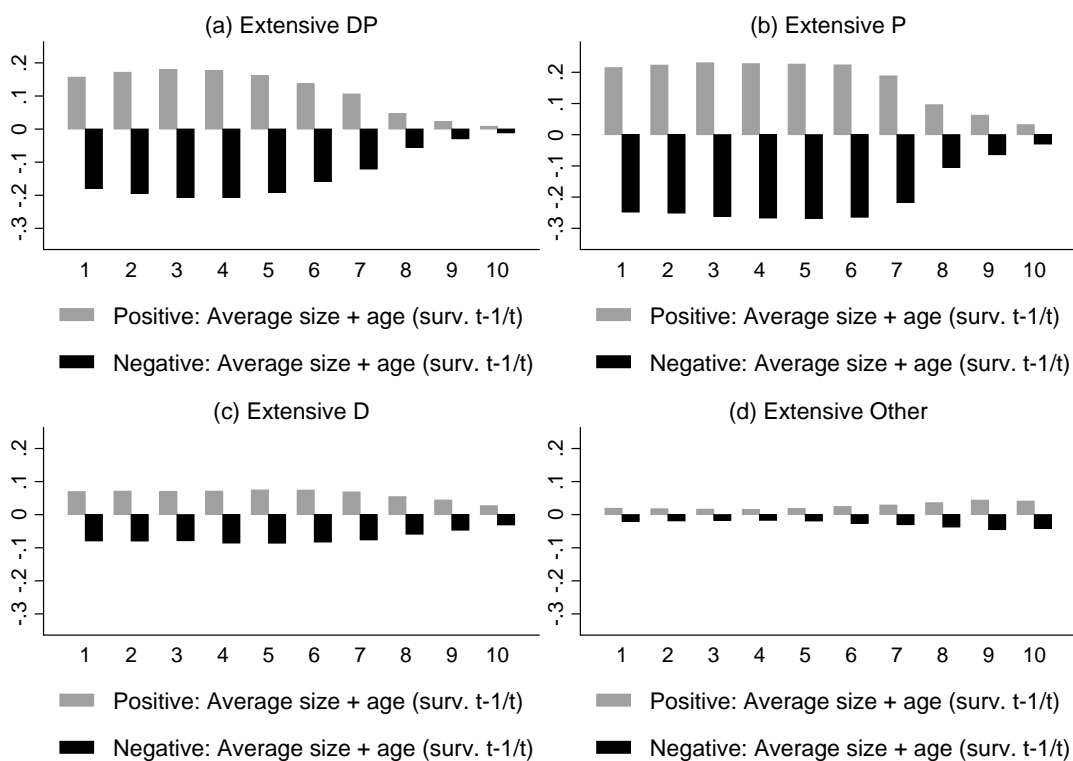 (a) Extensive DP
.2
.1
0
-.1
-.2
-.3
1 2 3 4 5 6 7 8 9 10
Positive: Average size + age (surv. t-1/t)
Negative: Average size + age (surv. t-1/t)
(b) Extensive P
.2
.1
0
-.1
-.2
-.3
1 2 3 4 5 6 7 8 9 10
Positive: Average size + age (surv. t-1/t)
Negative: Average size + age (surv. t-1/t)
(c) Extensive D
.2
.1
0
-.1
-.2
-.3
1 2 3 4 5 6 7 8 9 10
Positive: Average size + age (surv. t-1/t)
Negative: Average size + age (surv. t-1/t)
(d) Extensive Other
.2
.1
0
-.1
-.2
-.3
1 2 3 4 5 6 7 8 9 10
Positive: Average size + age (surv. t-1/t)
Negative: Average size + age (surv. t-1/t)